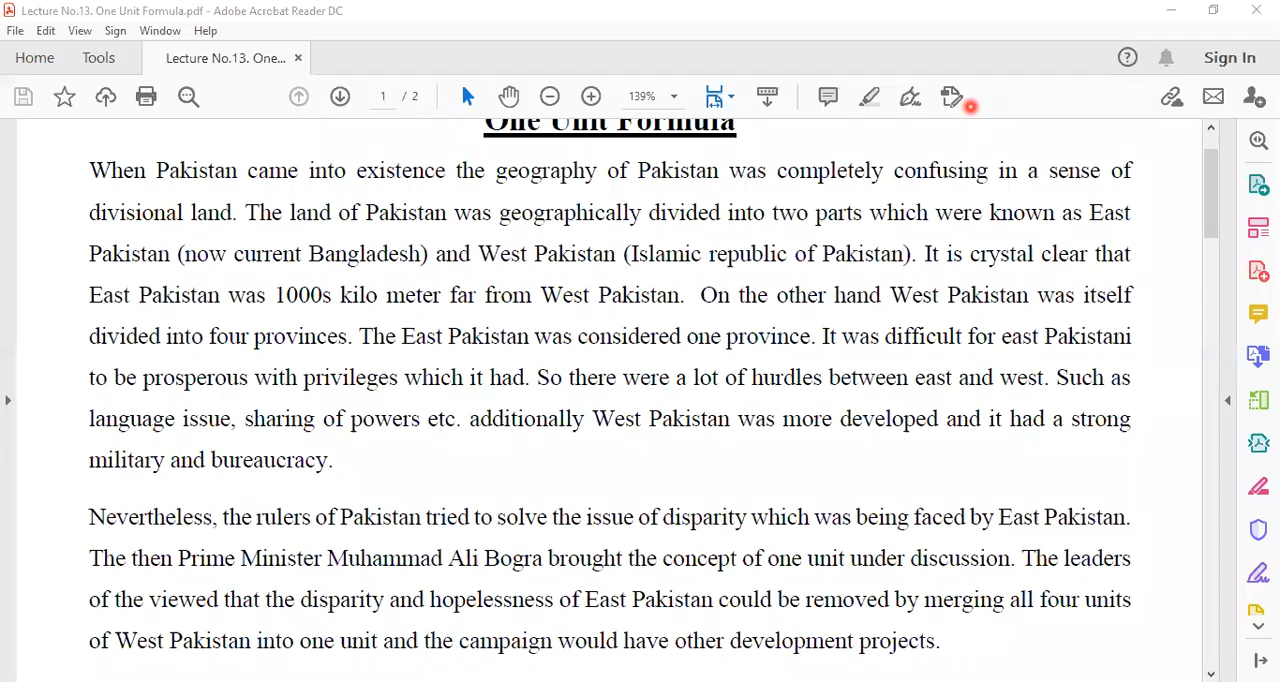 Lecture No.13. One Unit Formula.pdf - Adobe Acrobat Reader DC
File Edit View Sign Window Help
Home Tools Lecture No.13. One... × Sign In
1 / 2 139%
One Unit Formula
When Pakistan came into existence the geography of Pakistan was completely confusing in a sense of
divisional land. The land of Pakistan was geographically divided into two parts which were known as East
Pakistan (now current Bangladesh) and West Pakistan (Islamic republic of Pakistan). It is crystal clear that
East Pakistan was 1000s kilo meter far from West Pakistan. On the other hand West Pakistan was itself
divided into four provinces. The East Pakistan was considered one province. It was difficult for east Pakistani
to be prosperous with privileges which it had. So there were a lot of hurdles between east and west. Such as
language issue, sharing of powers etc. additionally West Pakistan was more developed and it had a strong
military and bureaucracy.
Nevertheless, the rulers of Pakistan tried to solve the issue of disparity which was being faced by East Pakistan.
The then Prime Minister Muhammad Ali Bogra brought the concept of one unit under discussion. The leaders
of the viewed that the disparity and hopelessness of East Pakistan could be removed by merging all four units
of West Pakistan into one unit and the campaign would have other development projects.